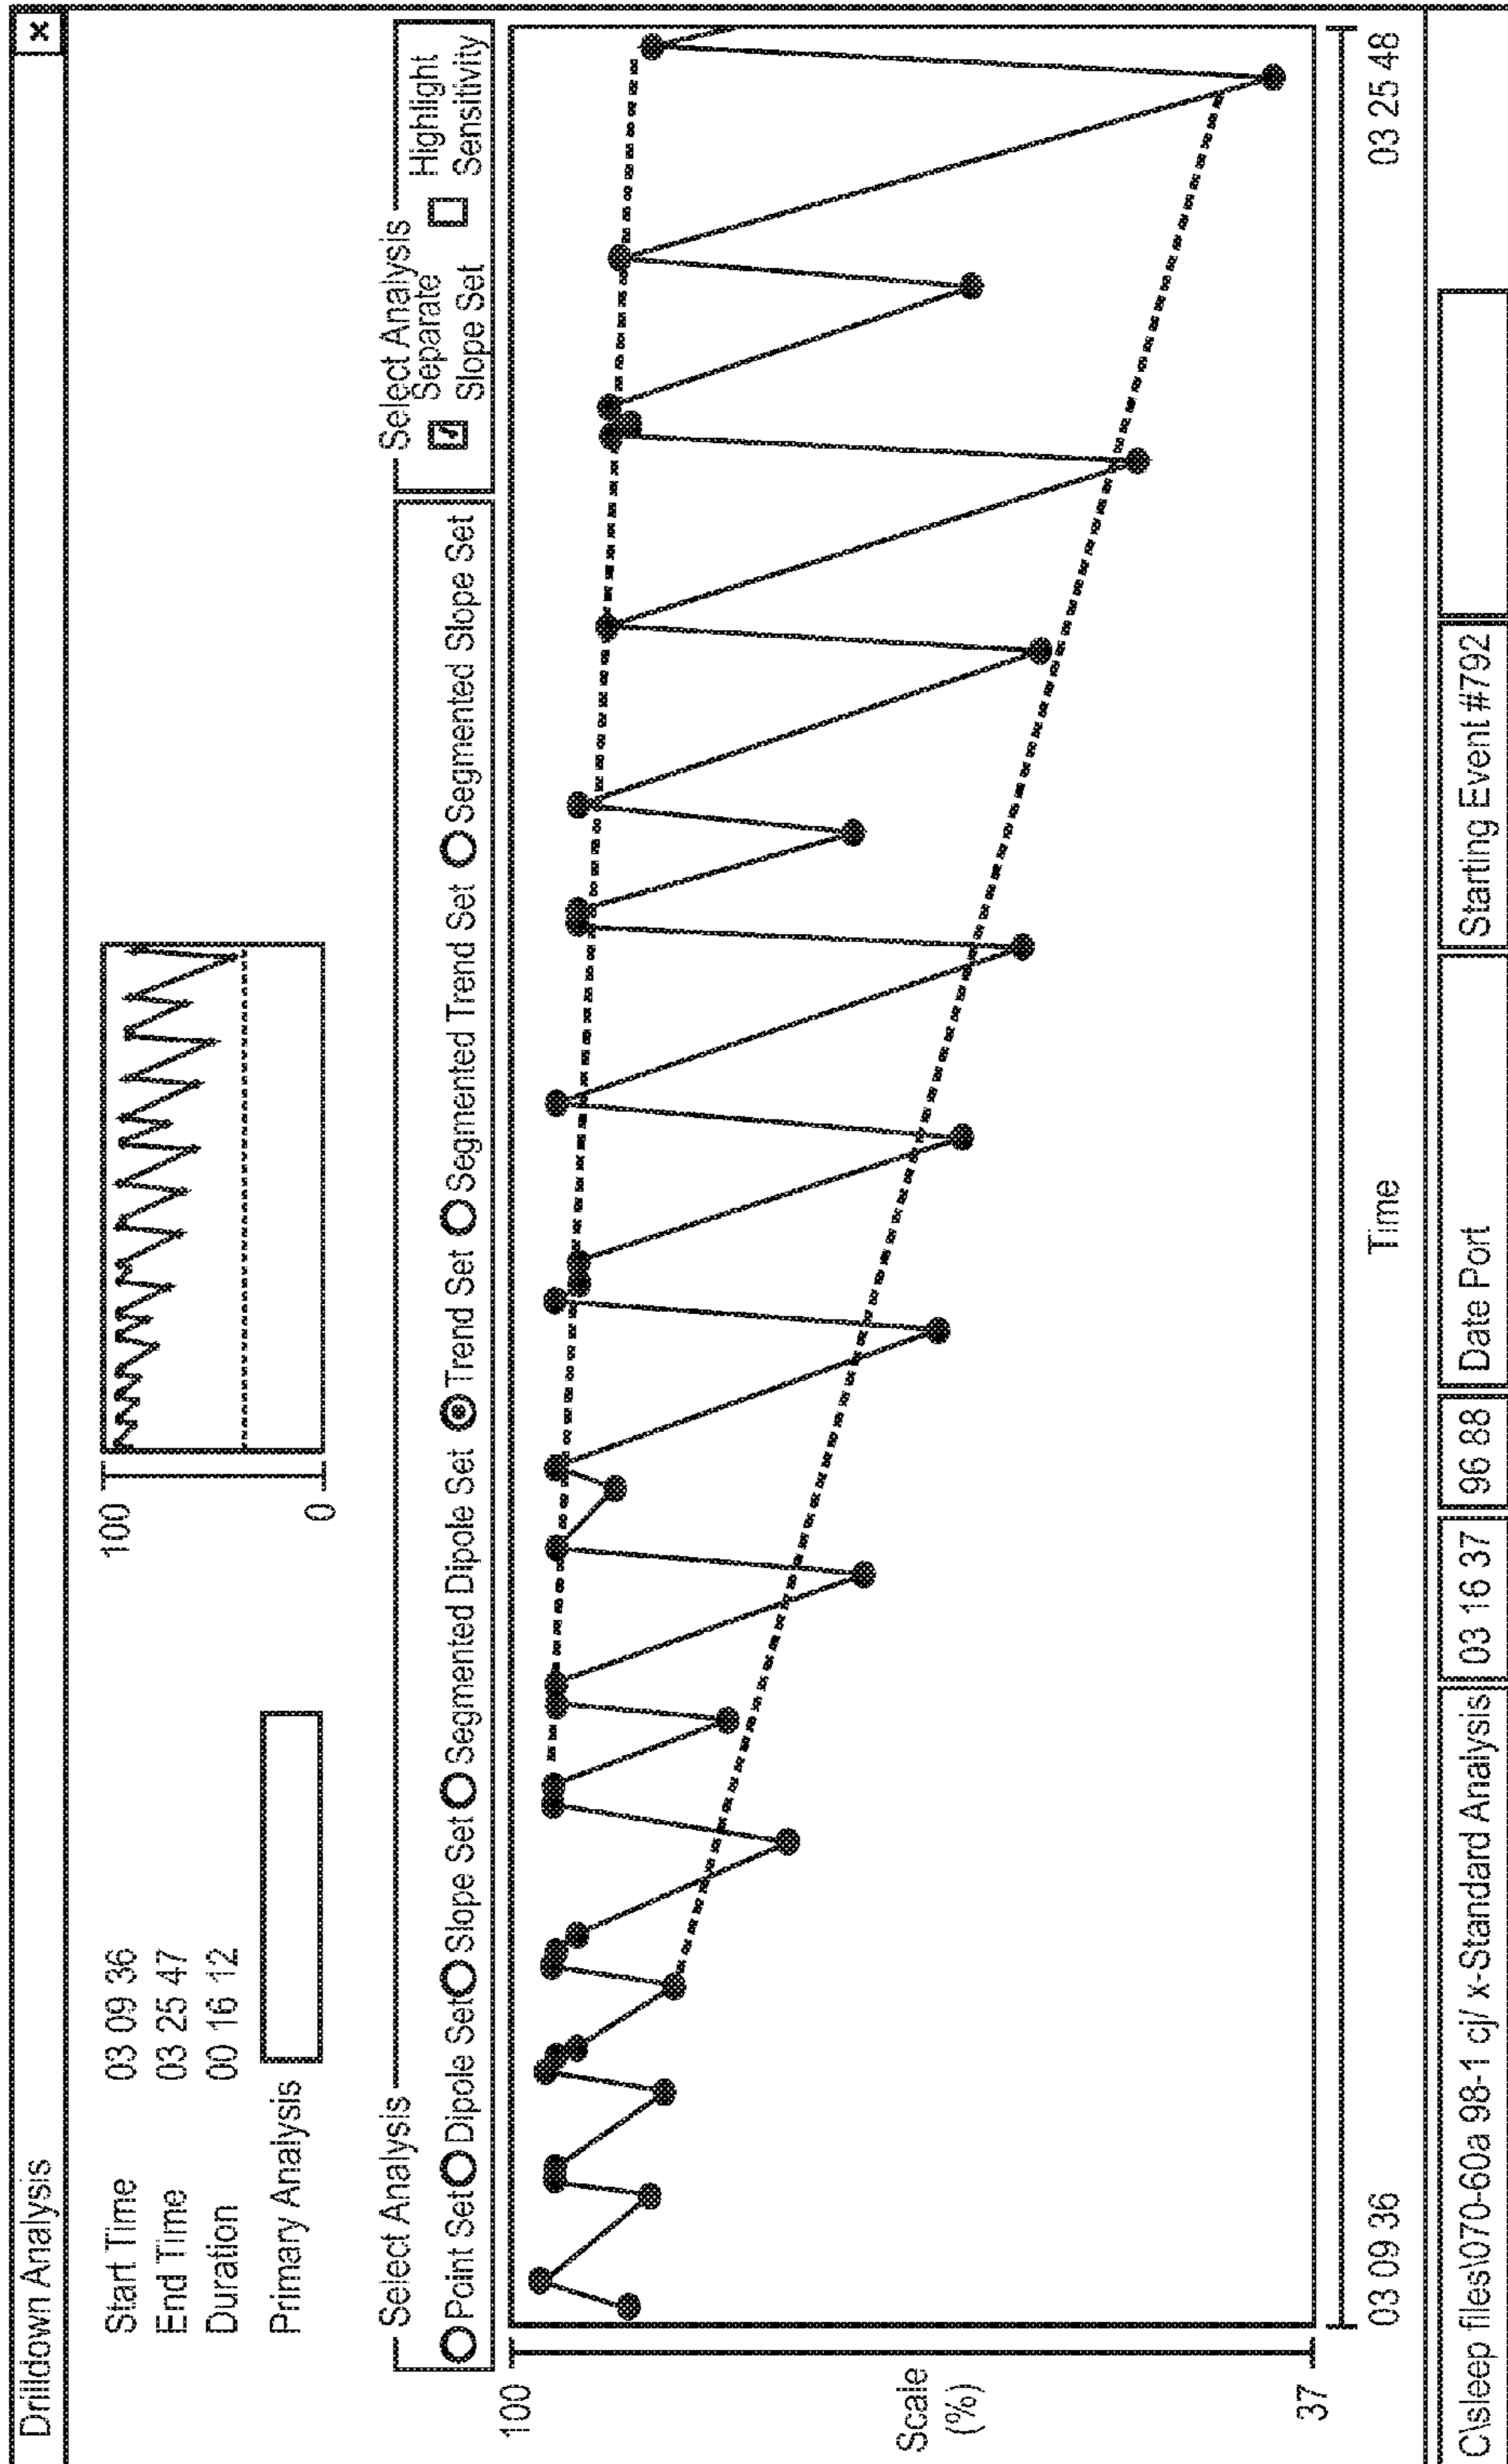 Drilldown Analysis
x
Start Time 03 09 36
End Time 03 25 47
Duration 00 16 12
Primary Analysis
100
0
Select Analysis
Point Set Dipole Set Slope Set Segmented Dipole Set Trend Set Segmented Trend Set Segmented Slope Set
Select Analysis
Separate Slope Set
Highlight Sensitivity
100
Scale
(%)
37
03 09 36
Time
03 25 48
C\sleep files\070-60a 98-1 cj/ x-Standard Analysis
03 16 37
96 88
Date Port
Starting Event #792